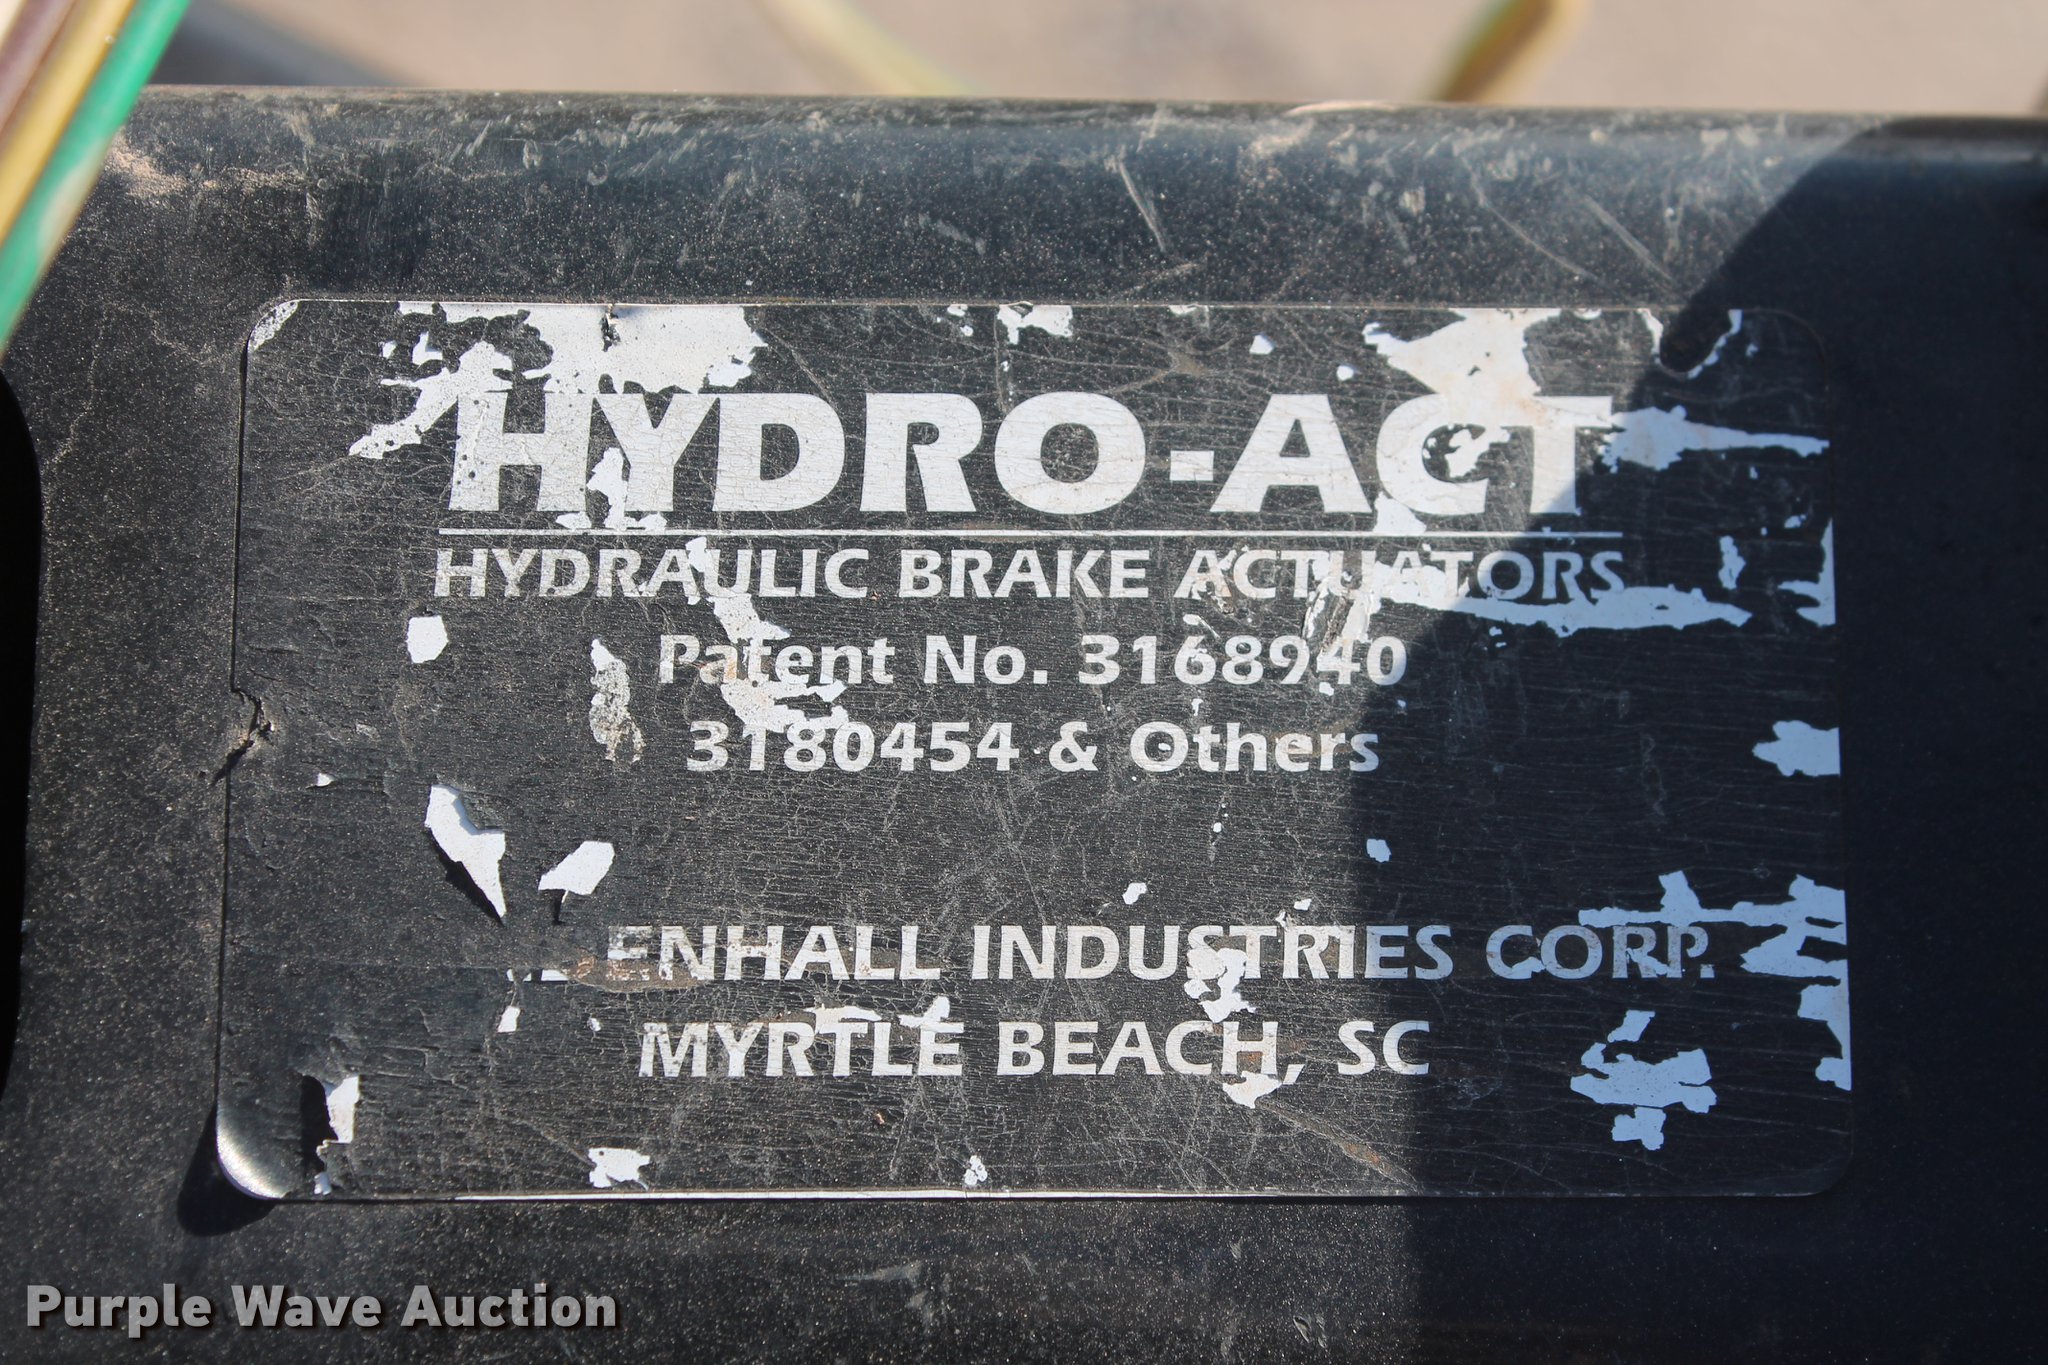 HYDRO-ACT
HYDRAULIC BRAKE ACTUATORS
Patent No. 3168940
3180454 & Others
ENHALL INDUSTRIES CORP.
MYRTLE BEACH, SC
Purple Wave Auction